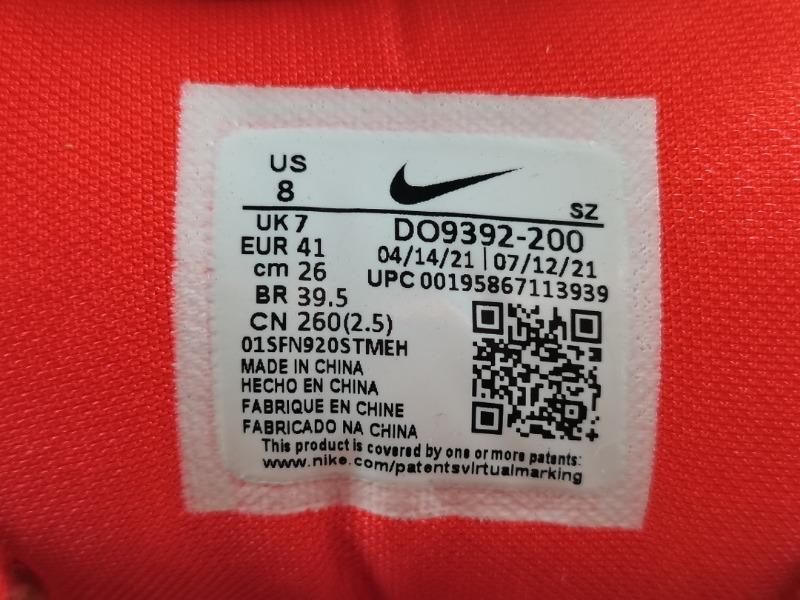 US
8
SZ
UK 7
EUR 41
cm 26
BR 39.5
CN 260(2.5)
DO9392-200
04/14/21 | 07/12/21
UPC 00195867113939
01SFN920STMEH
MADE IN CHINA
HECHO EN CHINA
FABRIQUE EN CHINE
FABRICADO NA CHINA
This product is covered by one or more patents:
www.nike.com/patentsvirtualmarking